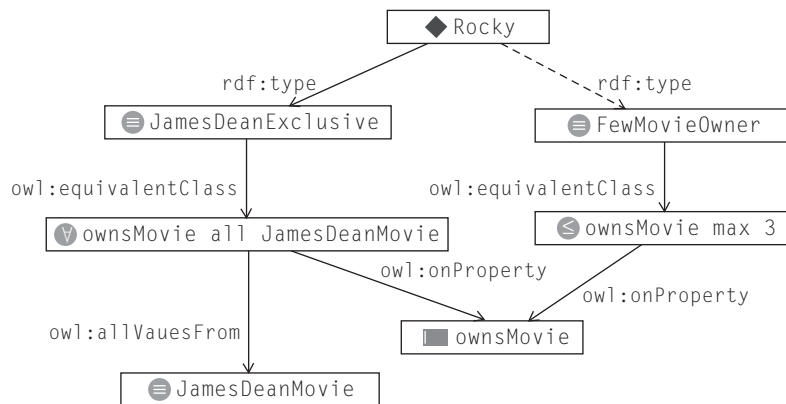 Rocky
rdf:type
rdf:type
JamesDeanExclusive
FewMovieOwner
owl:equivalentClass
owl:equivalentClass
ownsMovie all JamesDeanMovie
ownsMovie max 3
owl:onProperty
owl:onProperty
owl:allVauesFrom
ownsMovie
JamesDeanMovie